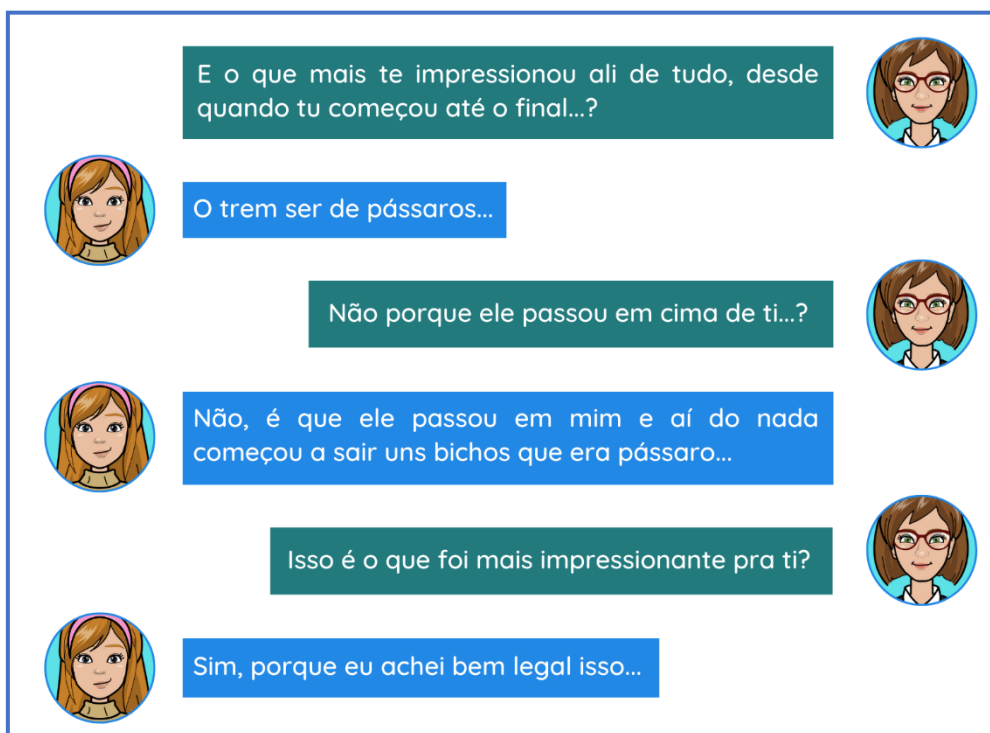 E o que mais te impressionou ali de tudo, desde
quando tu começou até o final...?
O trem ser de pássaros...
Não porque ele passou em cima de ti...?
Não, é que ele passou em mim e aí do nada
começou a sair uns bichos que era pássaro...
Isso é o que foi mais impressionante pra ti?
Sim, porque eu achei bem legal isso...